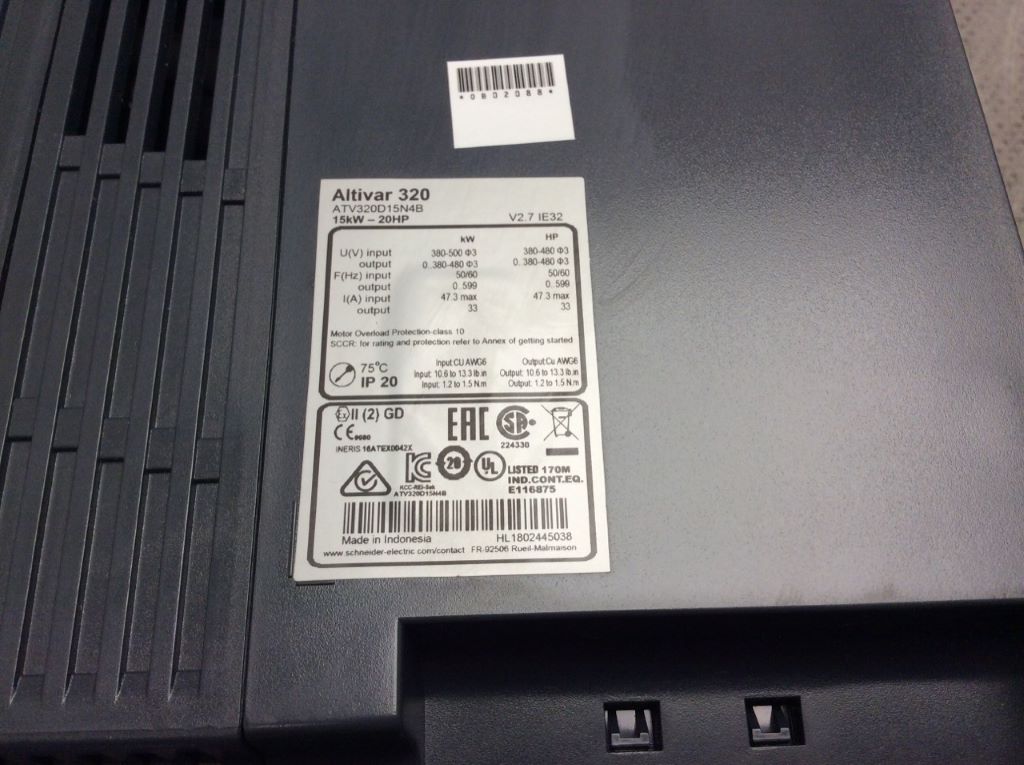 *0802088*
Altivar 320
ATV320D15N4B
15kW – 20HP V2.7 IE32
kW HP
U(V) input 380-500 Φ3 380-480 Φ3
output 0..380-480 Φ3 0..380-480 Φ3
F(Hz) input 50/60 50/60
output 0..599 0..599
I(A) input 47.3 max 47.3 max
output 33 33
Motor Overload Protection-class 10
SCCR: for rating and protection refer to Annex of getting started
75°C Input:CU AWG6 Output:Cu AWG6
IP 20 Input: 10.6 to 13.3 lb.in Output: 10.6 to 13.3 lb.in
Input: 1.2 to 1.5 N.m Output: 1.2 to 1.5 N.m
Ex II (2) GD EAC SA
CE 224330
INERIS 16ATEX0042X
KC 20 UL LISTED 170M
IND.CONT.EQ.
KCC-REI-Sek E116875
ATV320D15N4B
Made in Indonesia HL1802445038
www.schneider-electric.com/contact FR-92506 Rueil-Malmaison